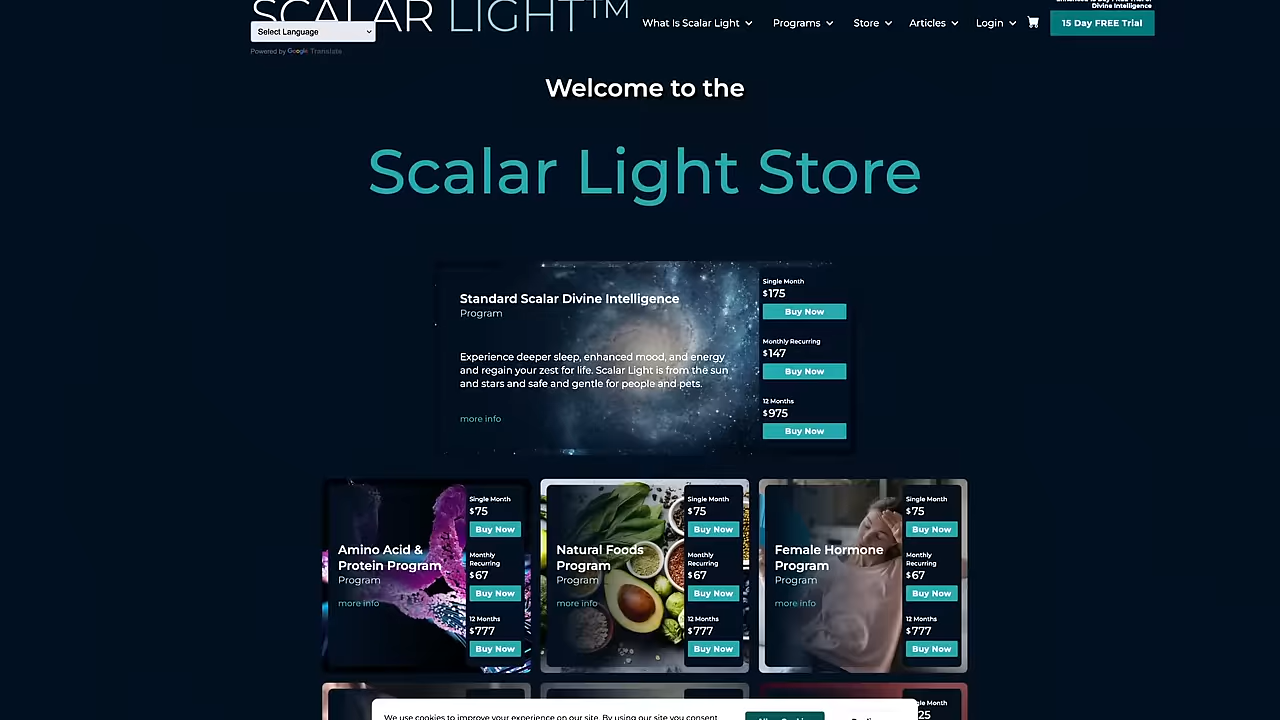 SCALAR LIGHT™
Select Language
Powered by Google Translate
What is Scalar Light
Programs
Store
Articles
Login
Divine Intelligence
15 Day FREE Trial
Welcome to the
Scalar Light Store
Standard Scalar Divine Intelligence
Program
Experience deeper sleep, enhanced mood, and energy
and regain your zest for life. Scalar Light is from the sun
and stars and safe and gentle for people and pets.
more info
Single Month
$175
Buy Now
Monthly Recurring
$147
Buy Now
12 Months
$975
Buy Now
Amino Acid &
Protein Program
Program
more info
Single Month
$75
Buy Now
Monthly
Recurring
$67
Buy Now
12 Months
$777
Buy Now
Natural Foods
Program
Program
more info
Single Month
$75
Buy Now
Monthly
Recurring
$67
Buy Now
12 Months
$777
Buy Now
Female Hormone
Program
Program
more info
Single Month
$75
Buy Now
Monthly
Recurring
$67
Buy Now
12 Months
$777
Buy Now
Month
25
We use cookies to improve your experience on our site. By using our site you consent